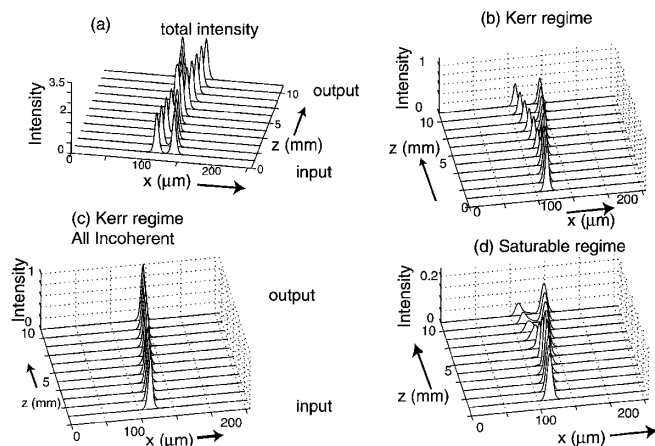 (a)
total intensity
Intensity
3.5
2
0
0
100
200
x (μm)
0
5
10
z (mm)
output
input
(b) Kerr regime
Intensity
1
0
10
5
0
z (mm)
0
100
200
x (μm)
(c) Kerr regime
All Incoherent
Intensity
1
0
10
5
z (mm)
0
100
200
x (μm)
output
input
(d) Saturable regime
Intensity
0.2
0
10
5
z (mm)
0
100
200
x (μm)